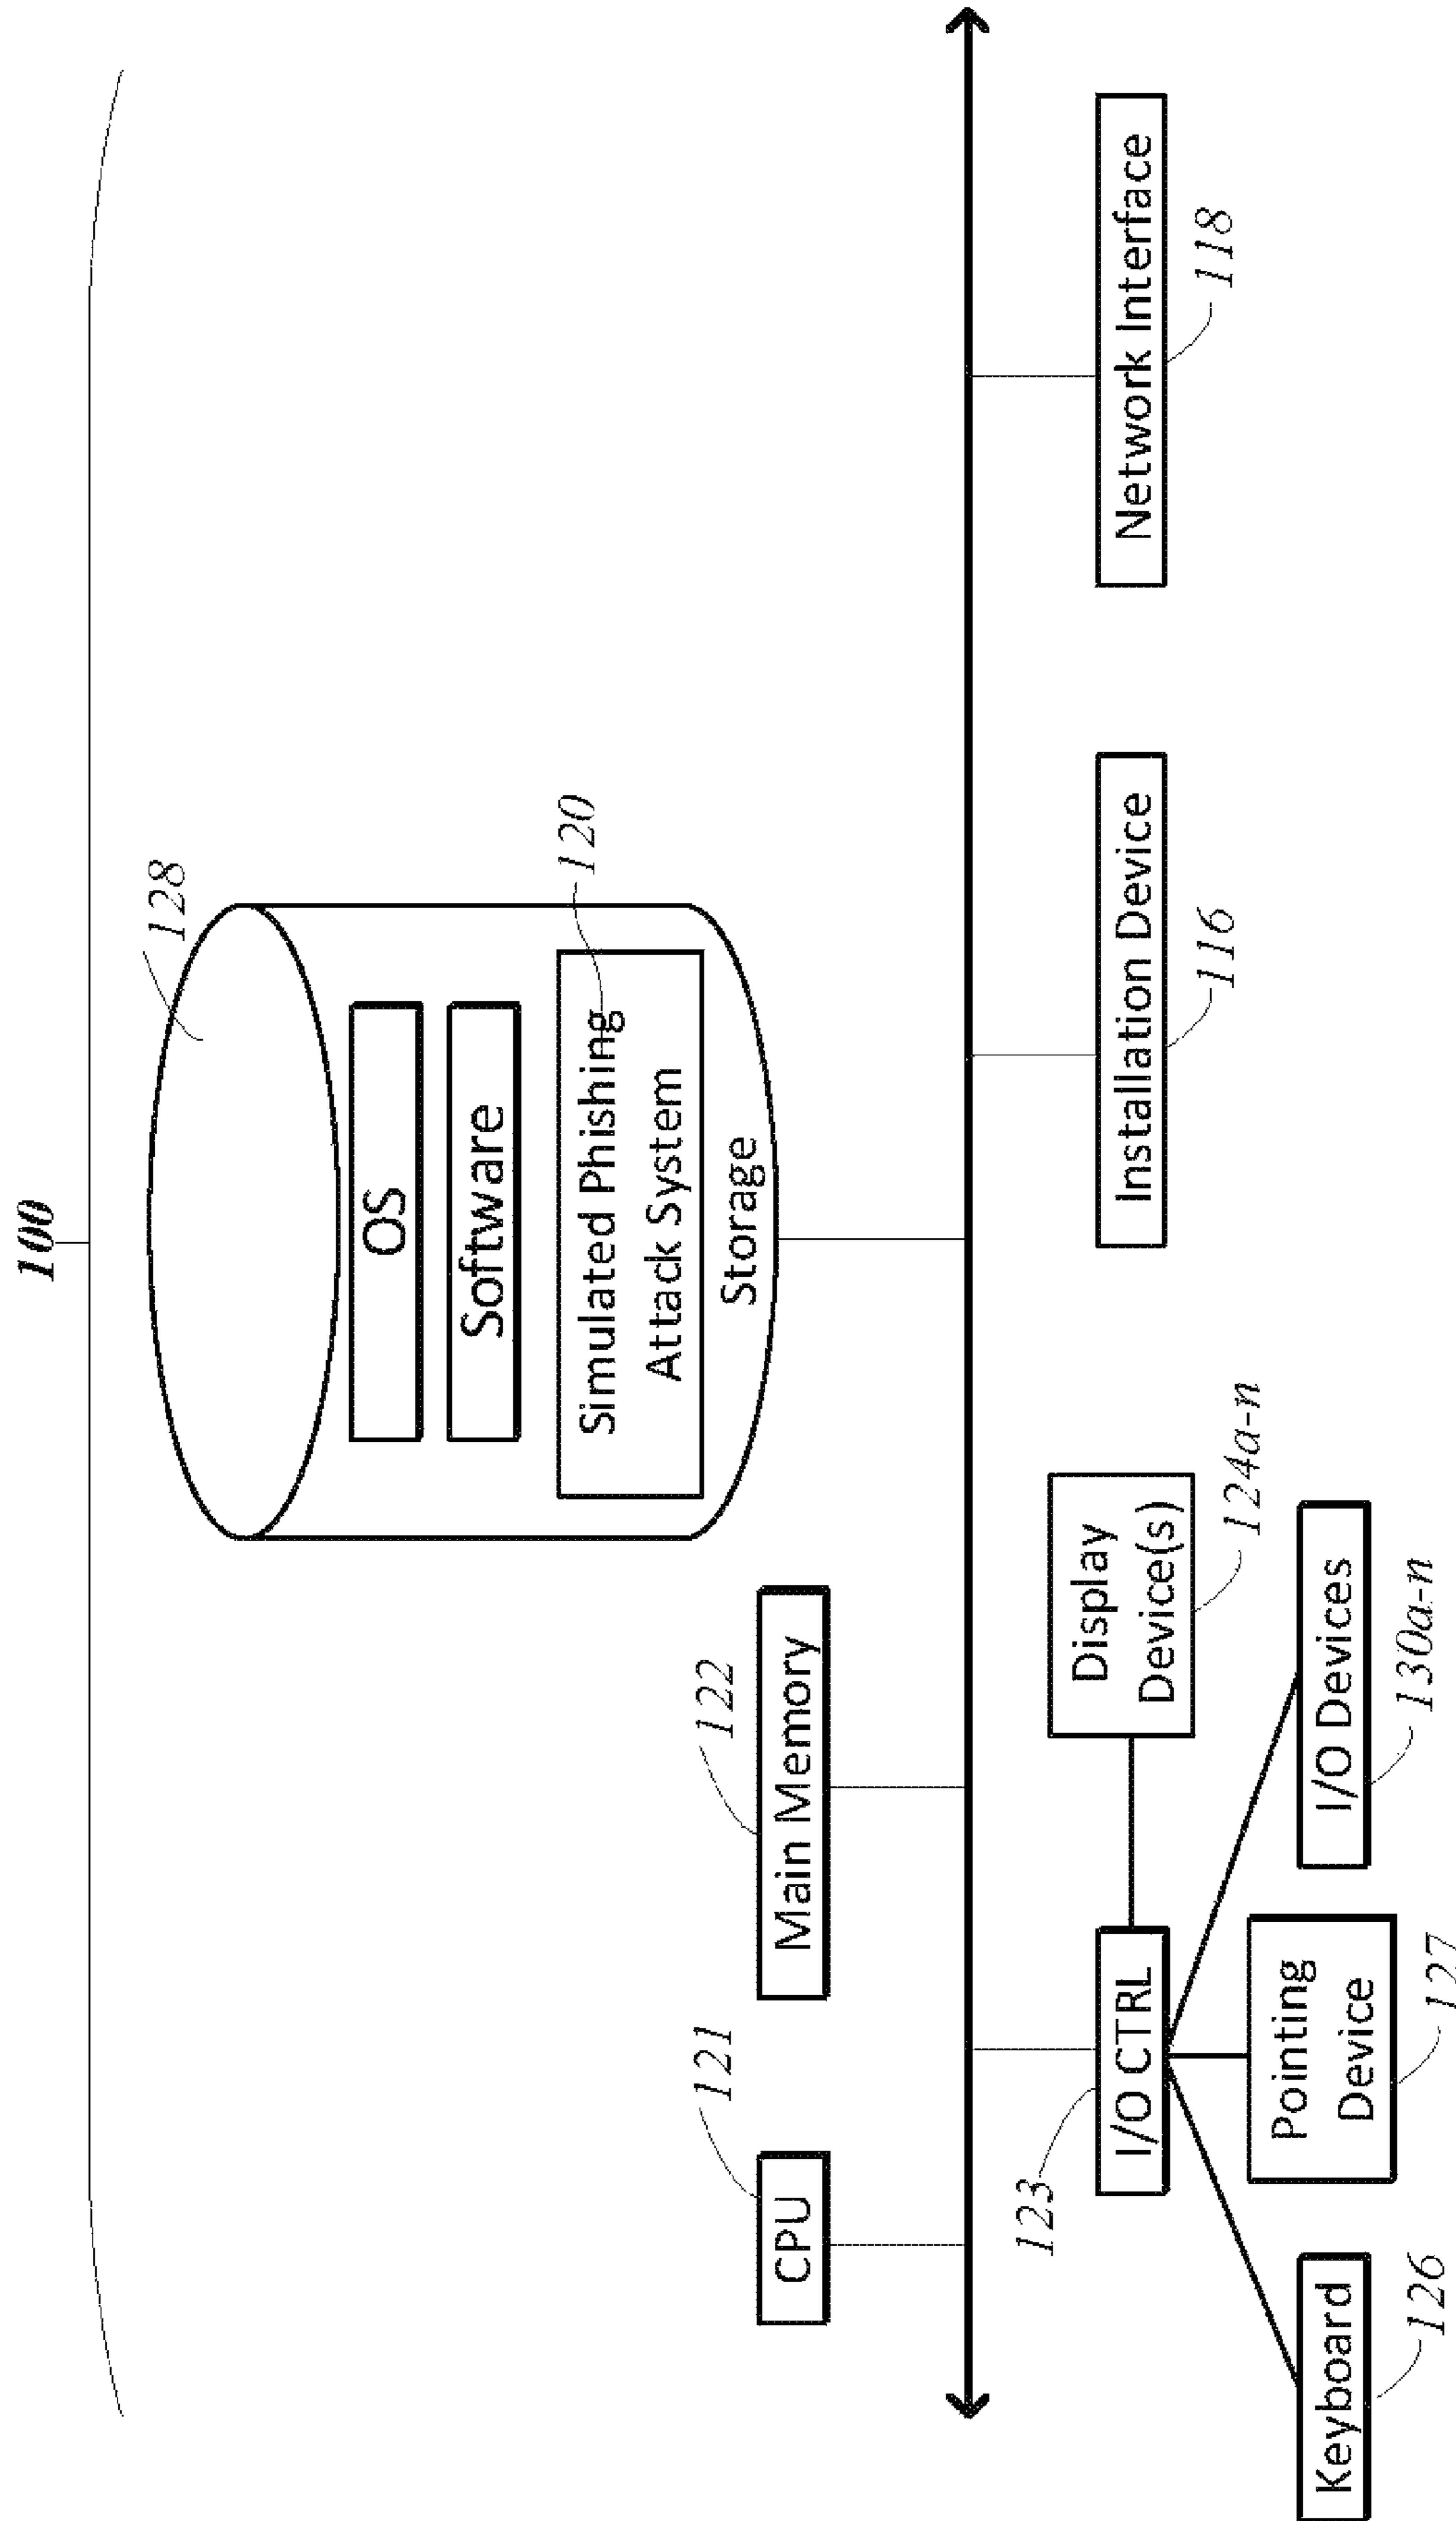 100
128
OS
Software
Simulated Phishing
Attack System
120
Storage
121
CPU
122
Main Memory
123
I/O CTRL
Display
Device(s)
124a-n
Installation Device
116
Network Interface
118
Keyboard
126
Pointing
Device
127
I/O Devices
130a-n